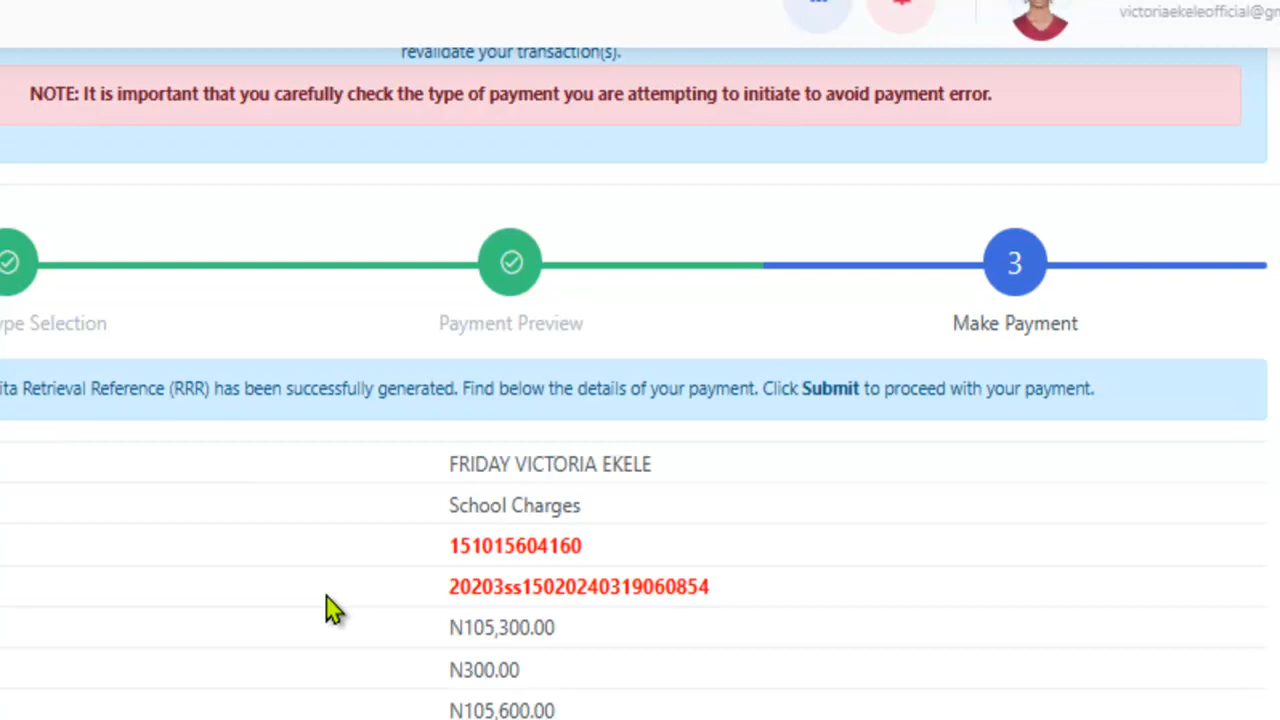 victoriaekeleofficial@gm
revalidate your transaction(s).
NOTE: It is important that you carefully check the type of payment you are attempting to initiate to avoid payment error.
3
ype Selection
Payment Preview
Make Payment
ita Retrieval Reference (RRR) has been successfully generated. Find below the details of your payment. Click Submit to proceed with your payment.
FRIDAY VICTORIA EKELE
School Charges
151015604160
20203ss15020240319060854
N105,300.00
N300.00
N105,600.00